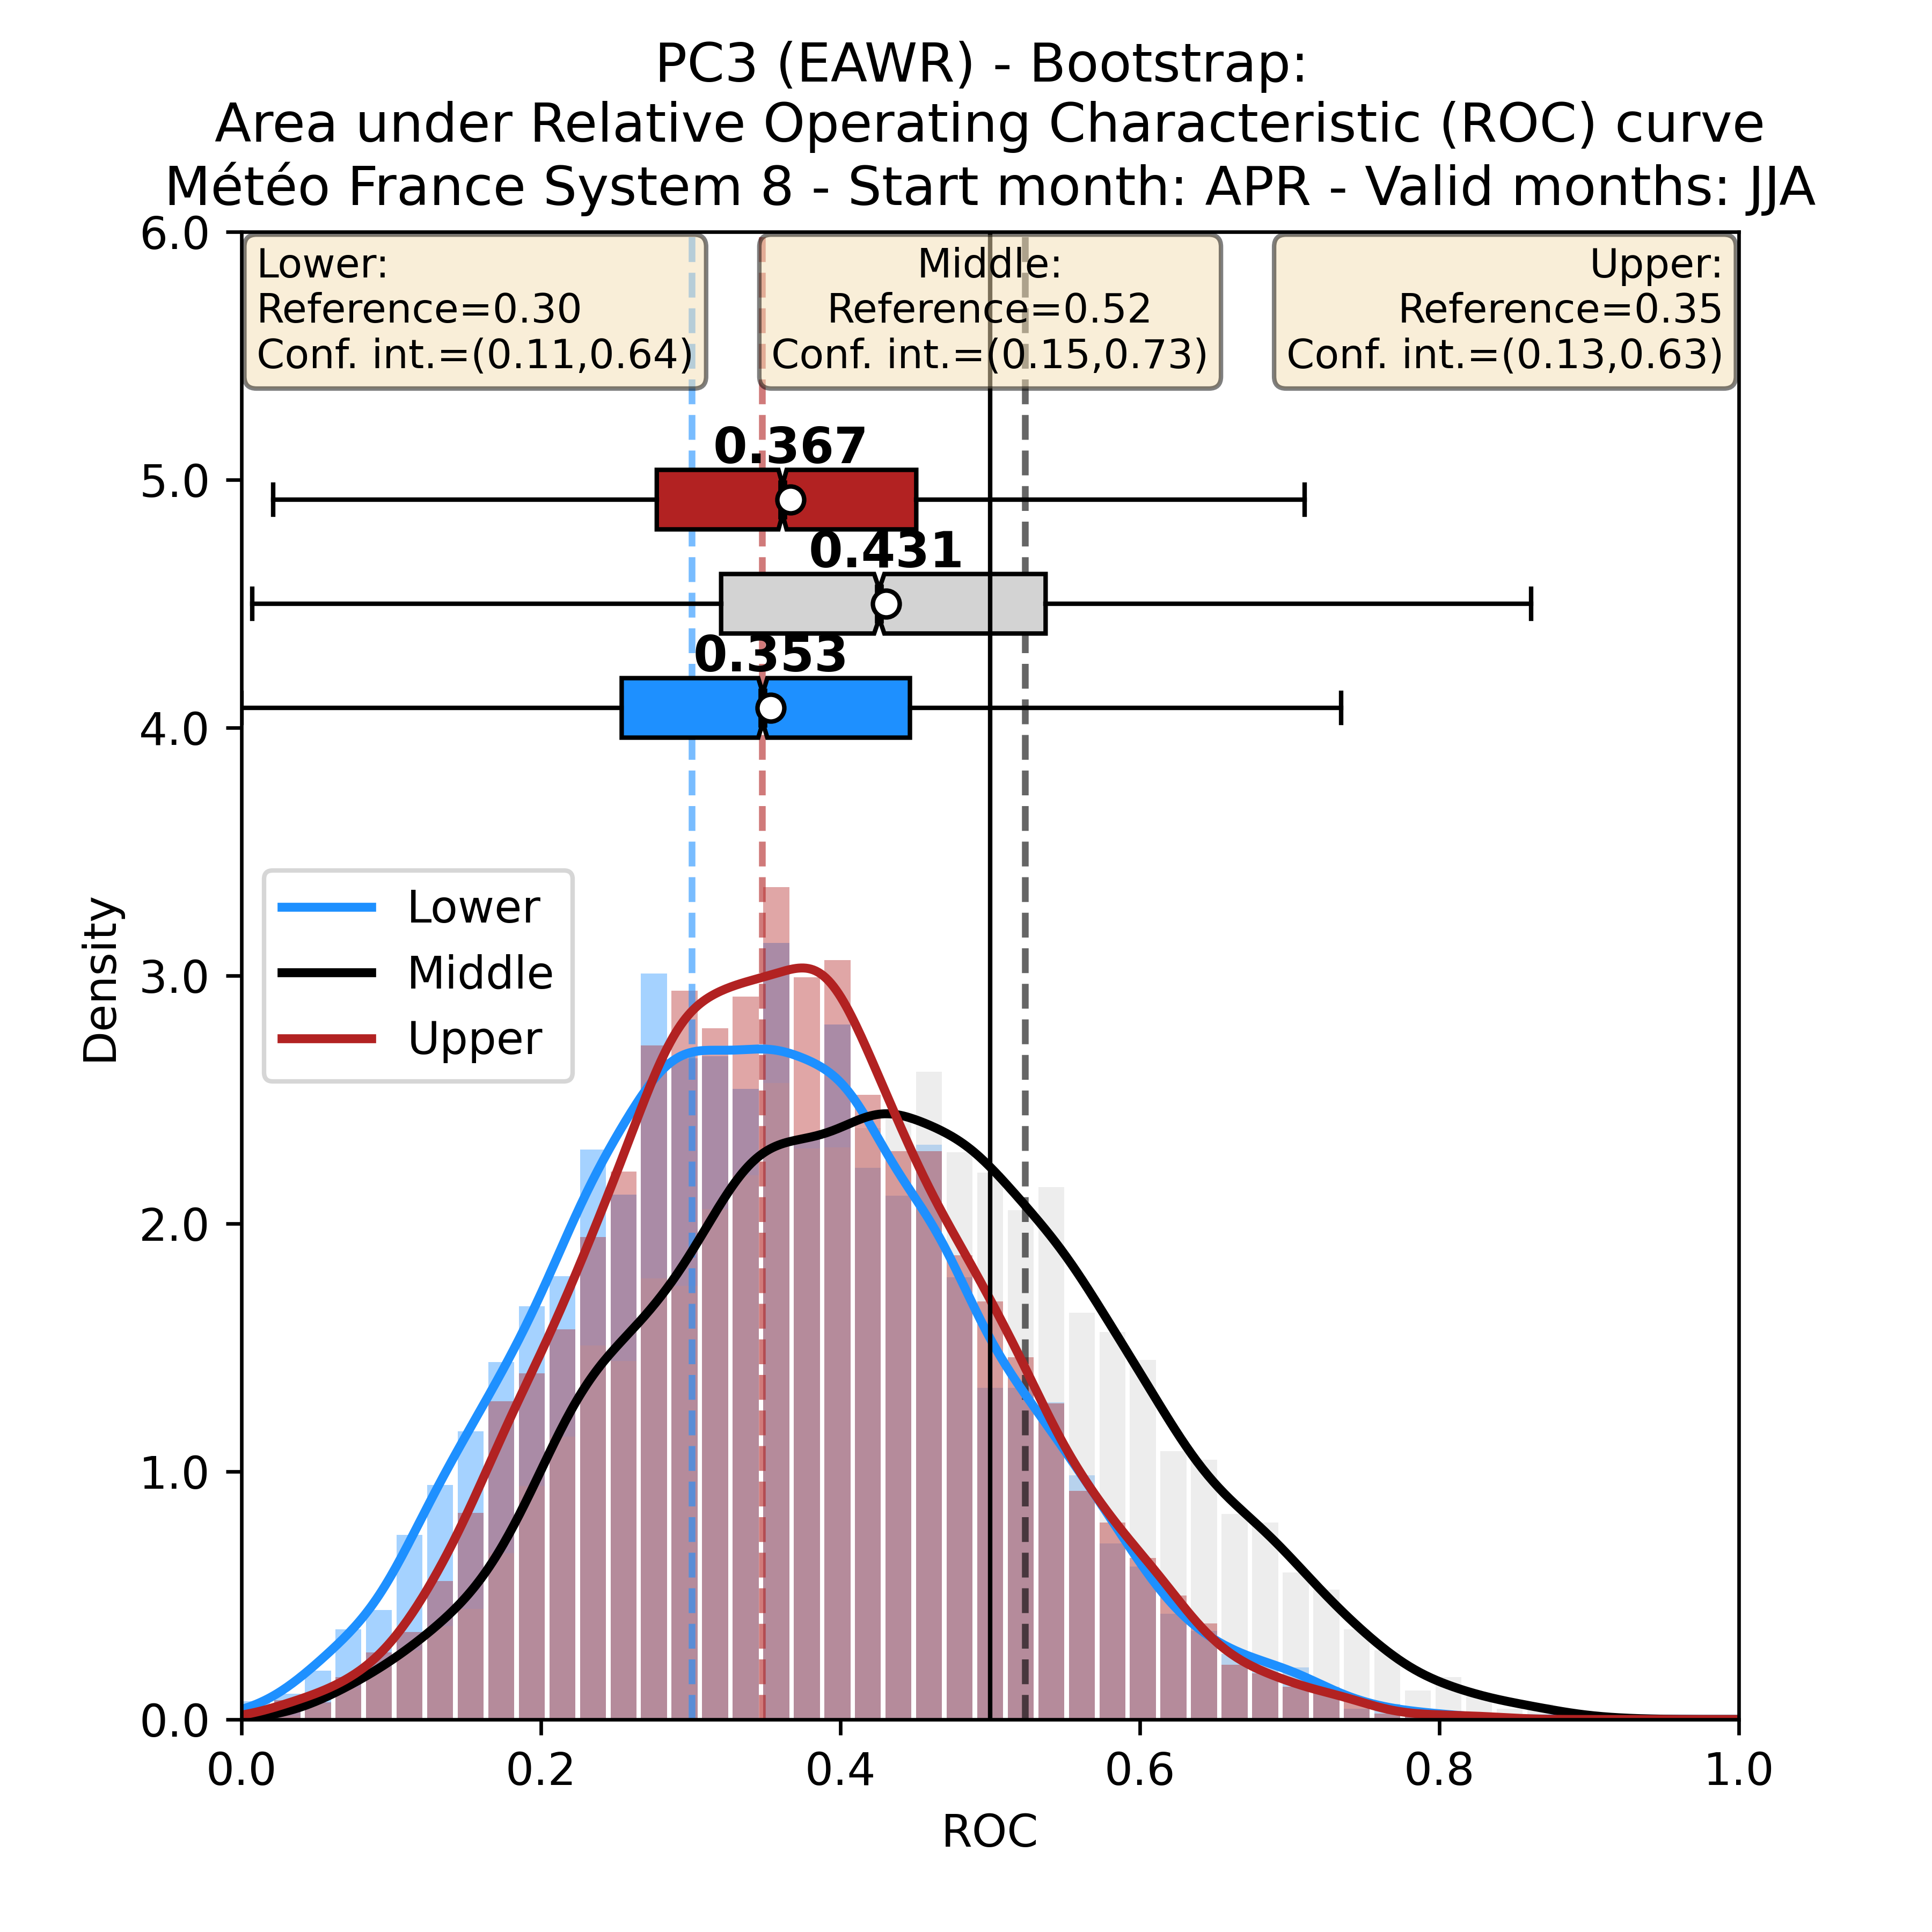 PC3 (EAWR) - Bootstrap:
Area under Relative Operating Characteristic (ROC) curve
Météo France System 8 - Start month: APR - Valid months: JJA
6.0
Lower:
Reference=0.30
Conf. int.=(0.11,0.64)
Middle:
Reference=0.52
Conf. int.=(0.15,0.73)
Upper:
Reference=0.35
Conf. int.=(0.13,0.63)
0.367
5.0
0.431
0.353
4.0
Lower
Middle
Upper
Density
3.0
2.0
1.0
0.0
0.0 0.2 0.4 0.6 0.8 1.0
ROC